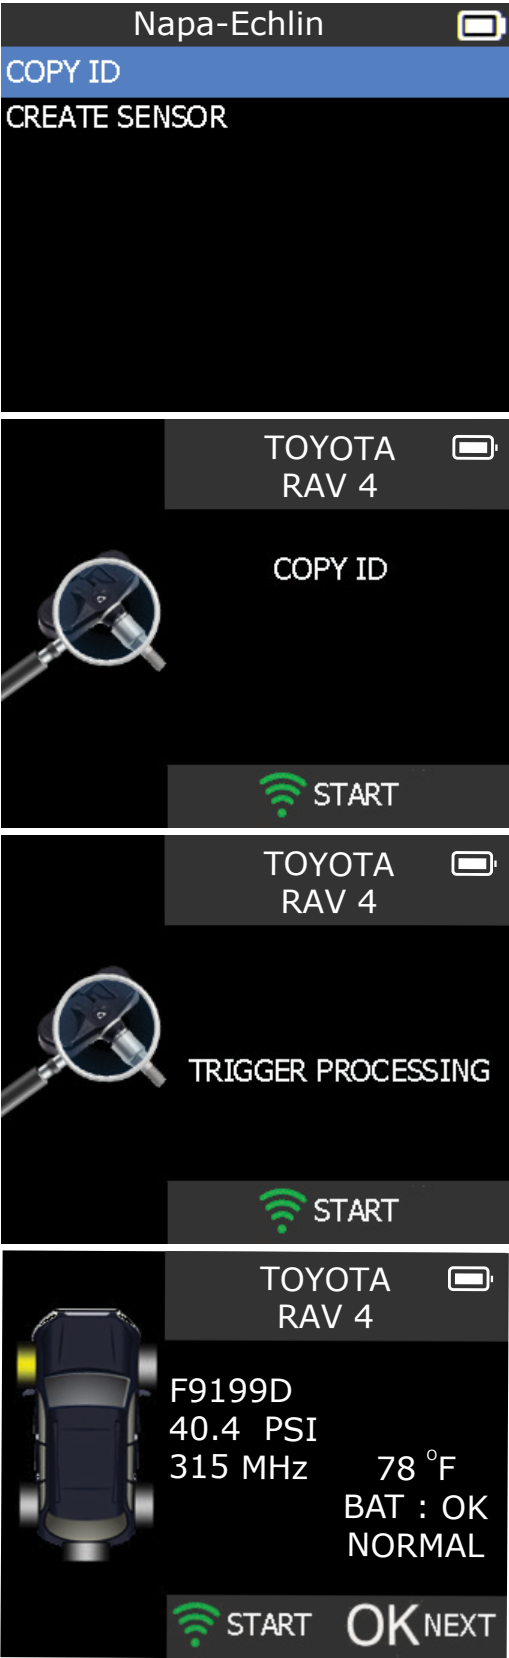 Napa-Echlin
COPY ID
CREATE SENSOR
TOYOTA
RAV 4
COPY ID
START
TOYOTA
RAV 4
TRIGGER PROCESSING
START
TOYOTA
RAV 4
F9199D
40.4 PSI
315 MHz 78 °F
BAT : OK
NORMAL
START OK NEXT